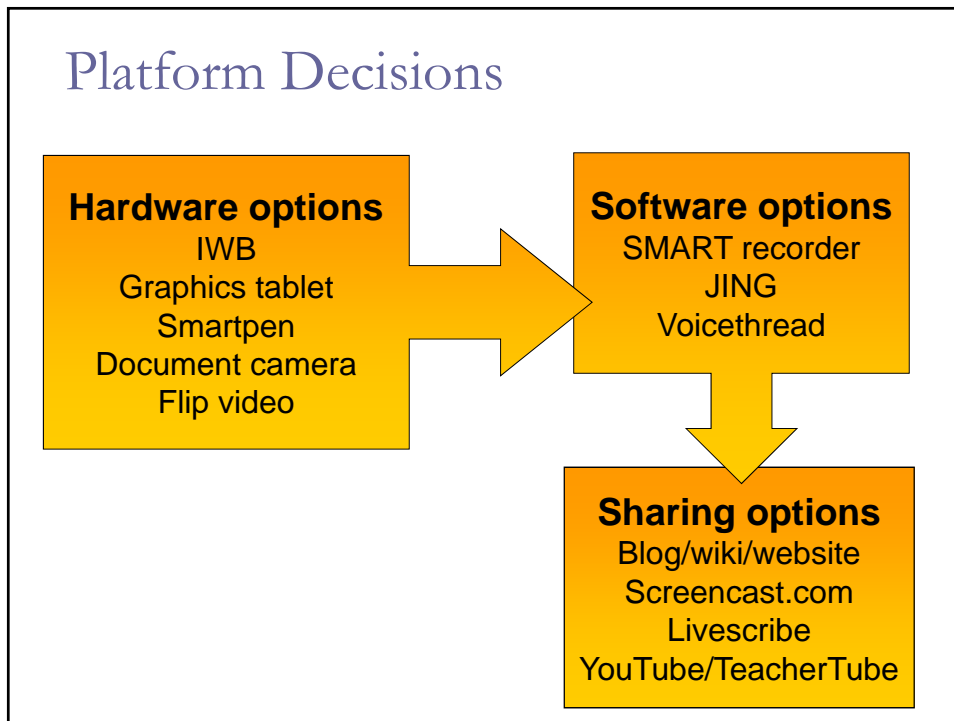 Platform Decisions
Hardware options
IWB
Graphics tablet
Smartpen
Document camera
Flip video
Software options
SMART recorder
JING
Voicethread
Sharing options
Blog/wiki/website
Screencast.com
Livescribe
YouTube/TeacherTube